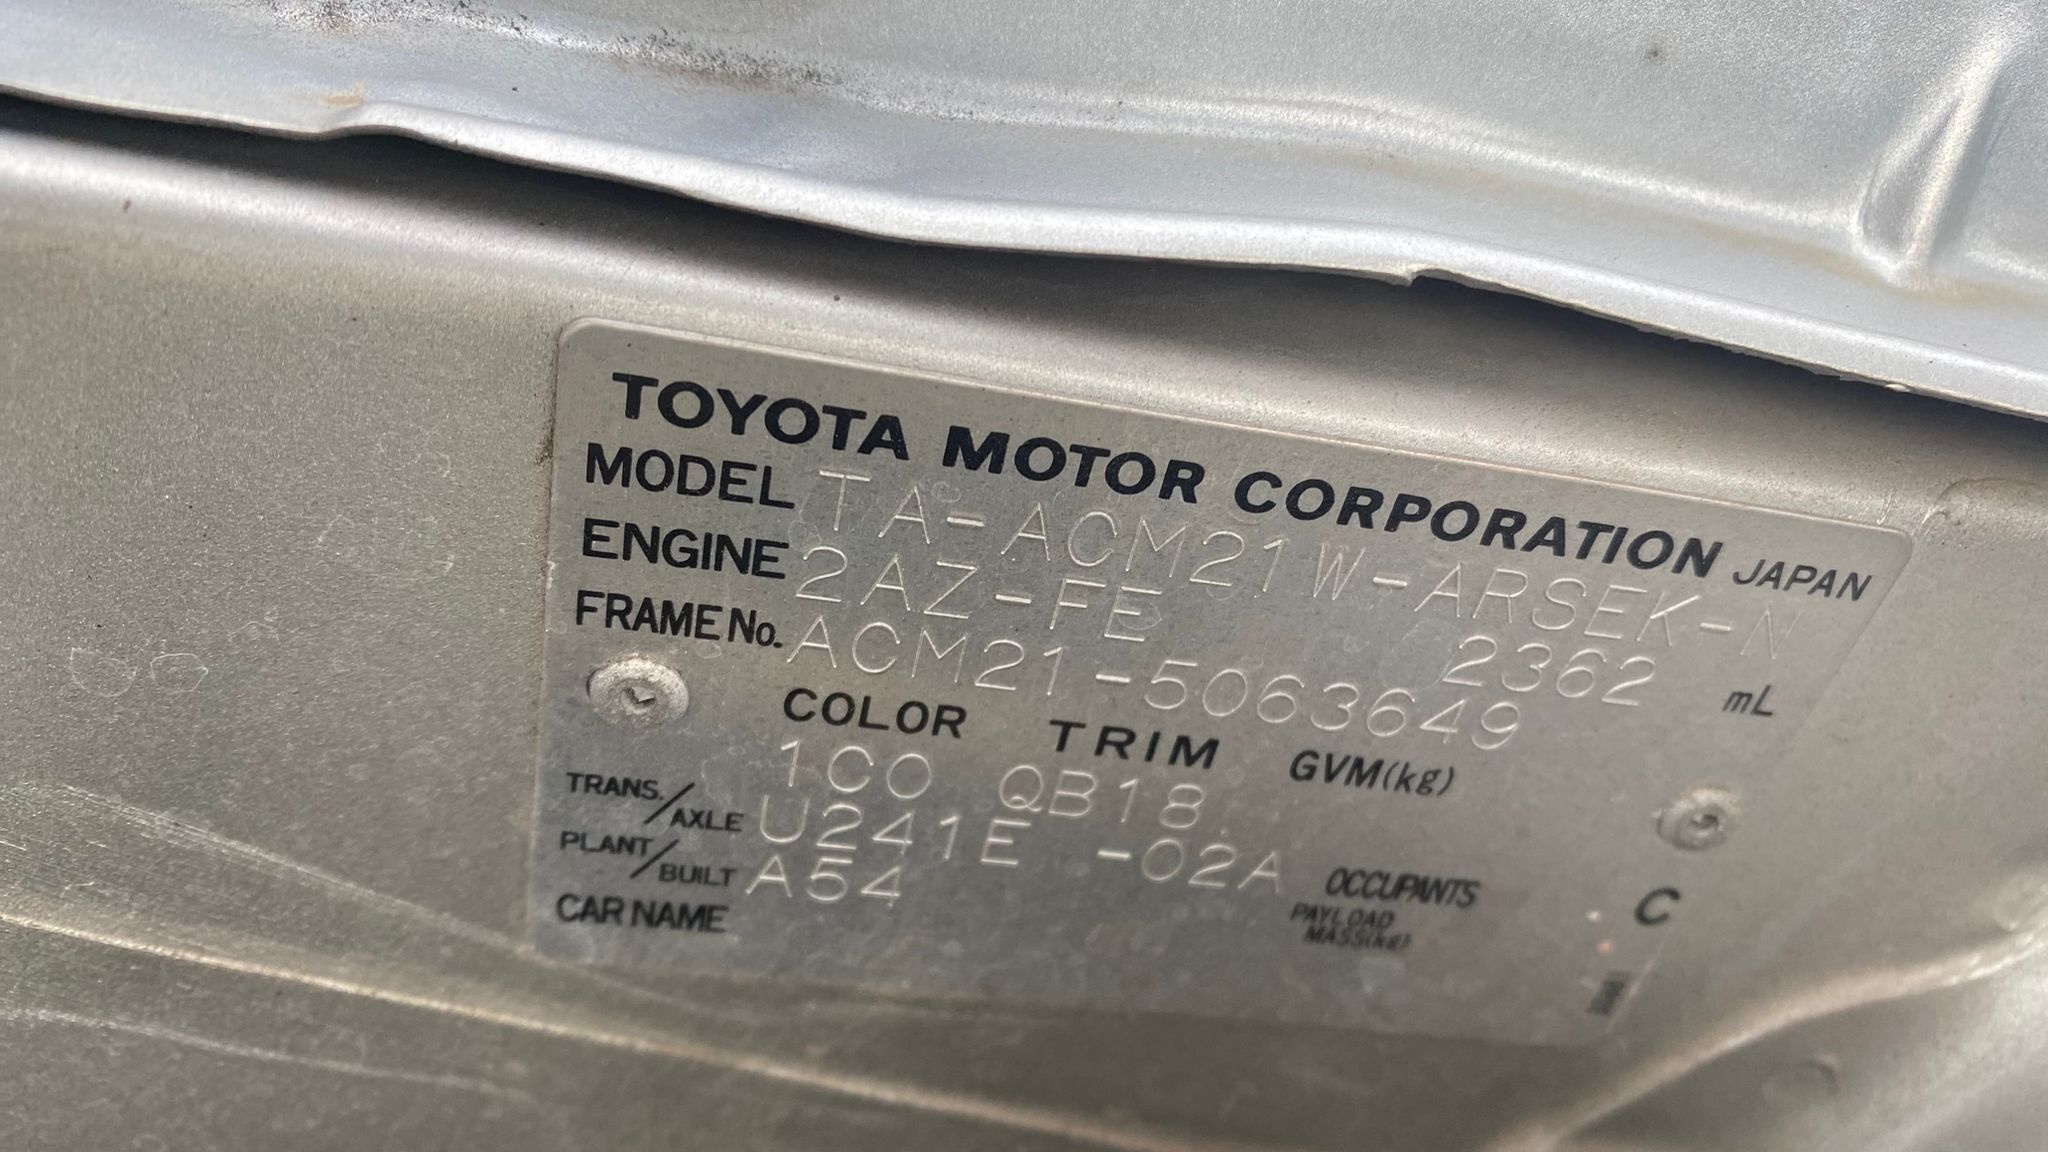 TOYOTA MOTOR CORPORATION JAPAN
MODEL TA-ACM21W-ARSEK-N
ENGINE 2AZ-FE 2362 mL
FRAME No. ACM21-5063649
COLOR TRIM GVM(kg)
1C0 QB18
TRANS./AXLE U241E -02A
PLANT/BUILT A54
OCCUPANTS
C
CAR NAME
PAYLOAD
MASS(kg)